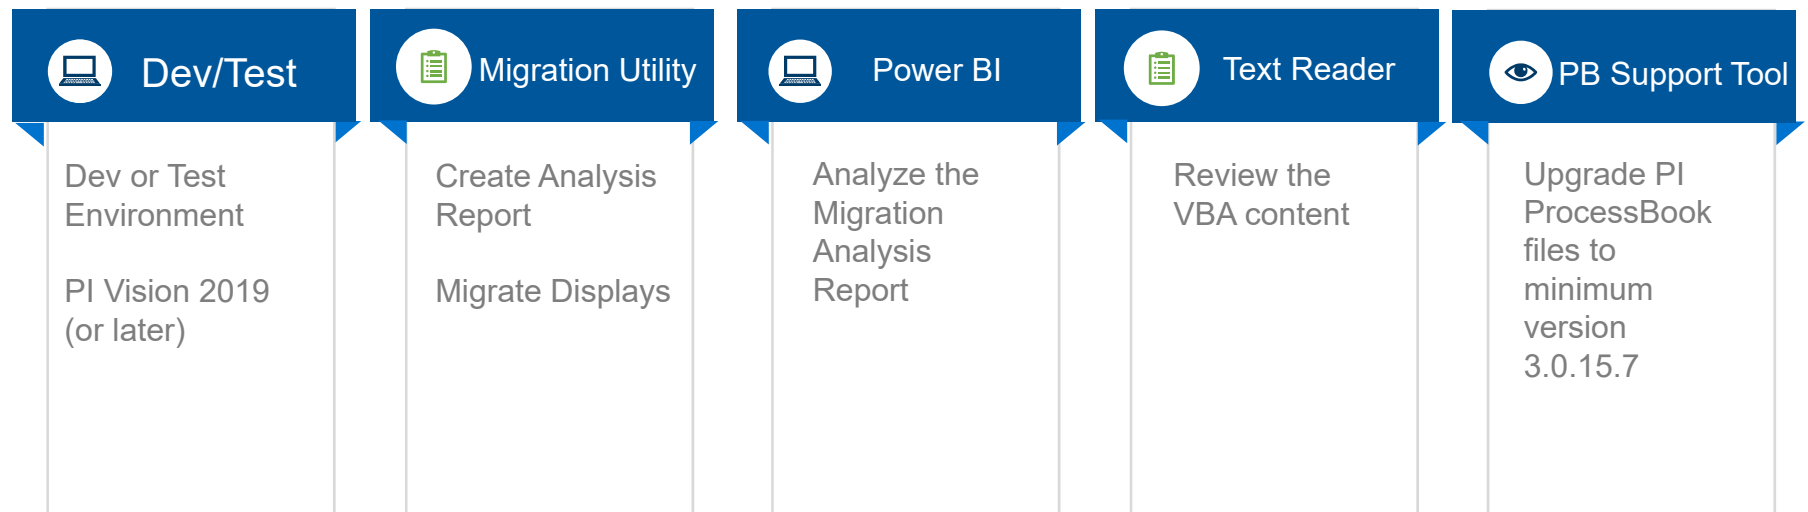 Dev/Test
Dev or Test
Environment
PI Vision 2019
(or later)
Migration Utility
Create Analysis
Report
Migrate Displays
Power BI
Analyze the
Migration
Analysis
Report
Text Reader
Review the
VBA content
PB Support Tool
Upgrade PI
ProcessBook
files to
minimum
version
3.0.15.7